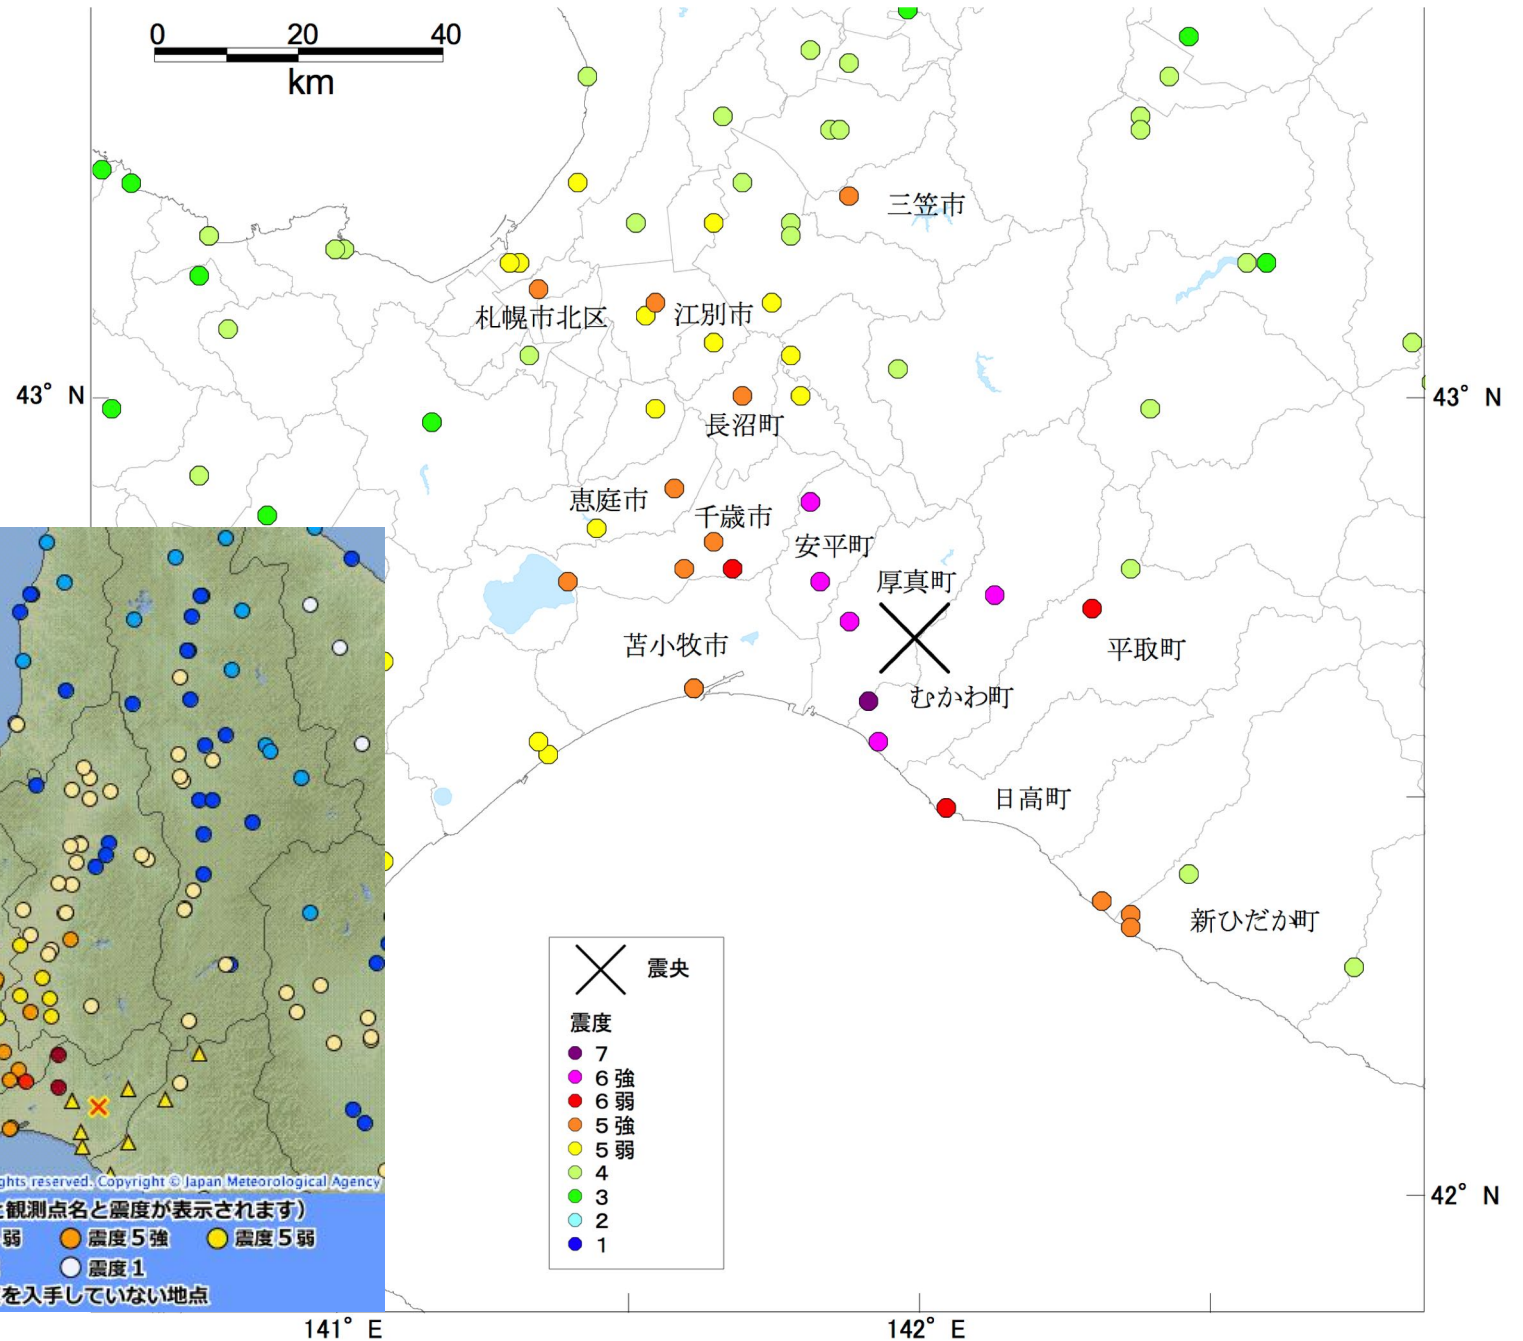 0 20 40
km
三笠市
札幌市北区
江別市
43° N
43° N
長沼町
恵庭市
千歳市
安平町
厚真町
苫小牧市
平取町
むかわ町
日高町
新ひだか町
震央
震度
7
6強
6弱
5強
5弱
4
3
2
1
ghts reserved. Copyright © Japan Meteorological Agency
と観測点名と震度が表示されます）
弱 震度５強 震度５弱
震度１
を入手していない地点
42° N
141° E
142° E